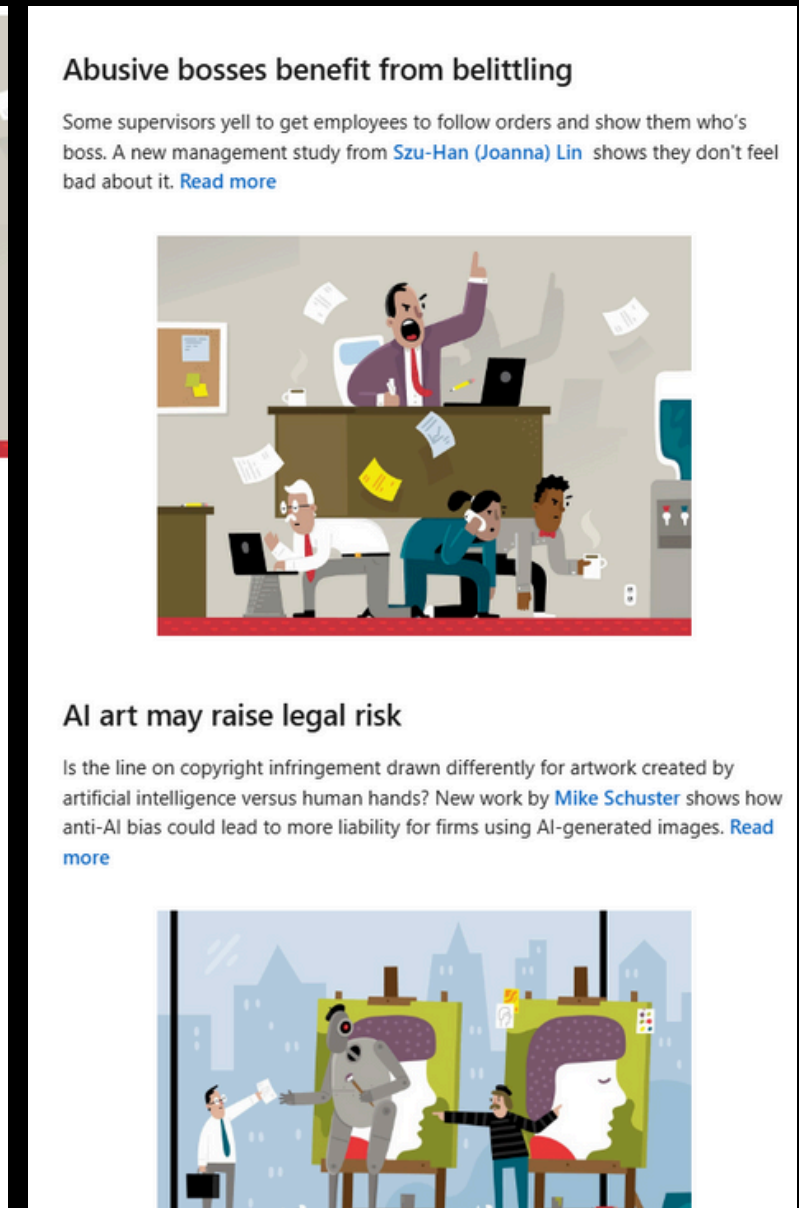 Abusive bosses benefit from belittling
Some supervisors yell to get employees to follow orders and show them who's
boss. A new management study from Szu-Han (Joanna) Lin shows they don't feel
bad about it. Read more
AI art may raise legal risk
Is the line on copyright infringement drawn differently for artwork created by
artificial intelligence versus human hands? New work by Mike Schuster shows how
anti-AI bias could lead to more liability for firms using AI-generated images. Read
more